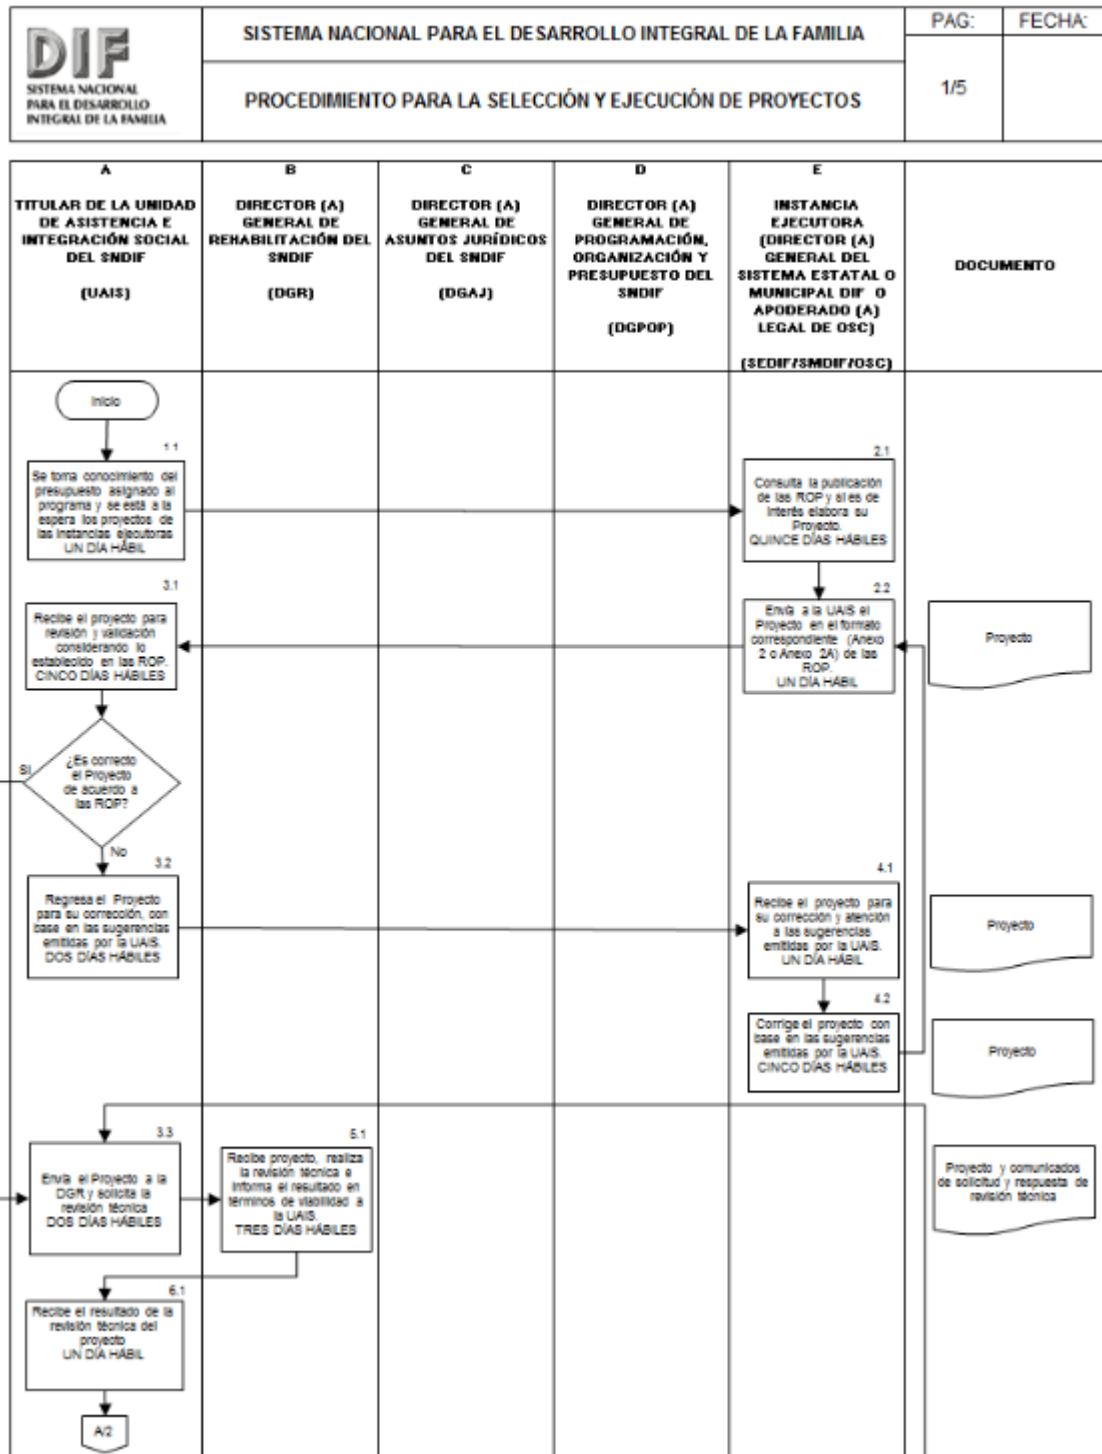 DIF
SISTEMA NACIONAL
PARA EL DESARROLLO
INTEGRAL DE LA FAMILIA
SISTEMA NACIONAL PARA EL DESARROLLO INTEGRAL DE LA FAMILIA
PROCEDIMIENTO PARA LA SELECCIÓN Y EJECUCIÓN DE PROYECTOS
PAG:
FECHA:
1/5
A
TITULAR DE LA UNIDAD
DE ASISTENCIA E
INTEGRACIÓN SOCIAL
DEL SNDIF
(UAIS)
B
DIRECTOR (A)
GENERAL DE
REHABILITACIÓN DEL
SNDIF
(DGR)
C
DIRECTOR (A)
GENERAL DE
ASUNTOS JURÍDICOS
DEL SNDIF
(DGAJ)
D
DIRECTOR (A)
GENERAL DE
PROGRAMACIÓN,
ORGANIZACIÓN Y
PRESUPUESTO DEL
SNDIF
(DGPOP)
E
INSTANCIA
EJECUTORA
(DIRECTOR (A)
GENERAL DEL
SISTEMA ESTATAL O
MUNICIPAL DIF O
APODERADO (A)
LEGAL DE OSC)
(SEDIF/SMDIF/OSC)
DOCUMENTO
Inicio
1.1
Se toma conocimiento del
presupuesto asignado al
programa y se está a la
espera los proyectos de
las instancias ejecutoras
UN DÍA HÁBIL
2.1
Consulta la publicación
de las ROP y si es de
interés elabora su
Proyecto.
QUINCE DÍAS HÁBILES
2.2
Envía a la UAIS el
Proyecto en el formato
correspondiente (Anexo
2 o Anexo 2A) de las
ROP.
UN DÍA HÁBIL
Proyecto
3.1
Recibe el proyecto para
revisión y validación
considerando lo
establecido en las ROP.
CINCO DÍAS HÁBILES
¿Es correcto
el Proyecto
de acuerdo a
las ROP?
Si
No
3.2
Regresa el Proyecto
para su corrección, con
base en las sugerencias
emitidas por la UAIS.
DOS DÍAS HÁBILES
4.1
Recibe el proyecto para
su corrección y atención
a las sugerencias
emitidas por la UAIS.
UN DÍA HÁBIL
Proyecto
4.2
Corrige el proyecto con
base en las sugerencias
emitidas por la UAIS.
CINCO DÍAS HÁBILES
Proyecto
3.3
Envía el Proyecto a la
DGR y solicita la
revisión técnica
DOS DÍAS HÁBILES
5.1
Recibe proyecto, realiza
la revisión técnica e
informa el resultado en
términos de viabilidad a
la UAIS.
TRES DÍAS HÁBILES
Proyecto y comunicados
de solicitud y respuesta de
revisión técnica
6.1
Recibe el resultado de la
revisión técnica del
proyecto
UN DÍA HÁBIL
A/2